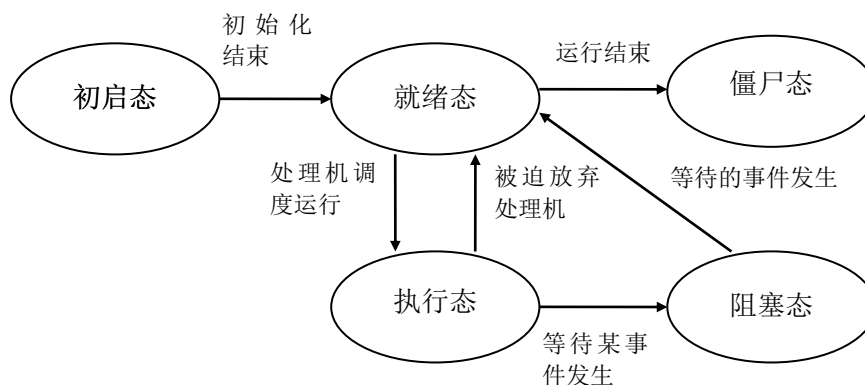 初始化
结束
运行结束
初启态
就绪态
僵尸态
处理机调
度运行
被迫放弃
处理机
等待的事件发生
执行态
阻塞态
等待某事
件发生